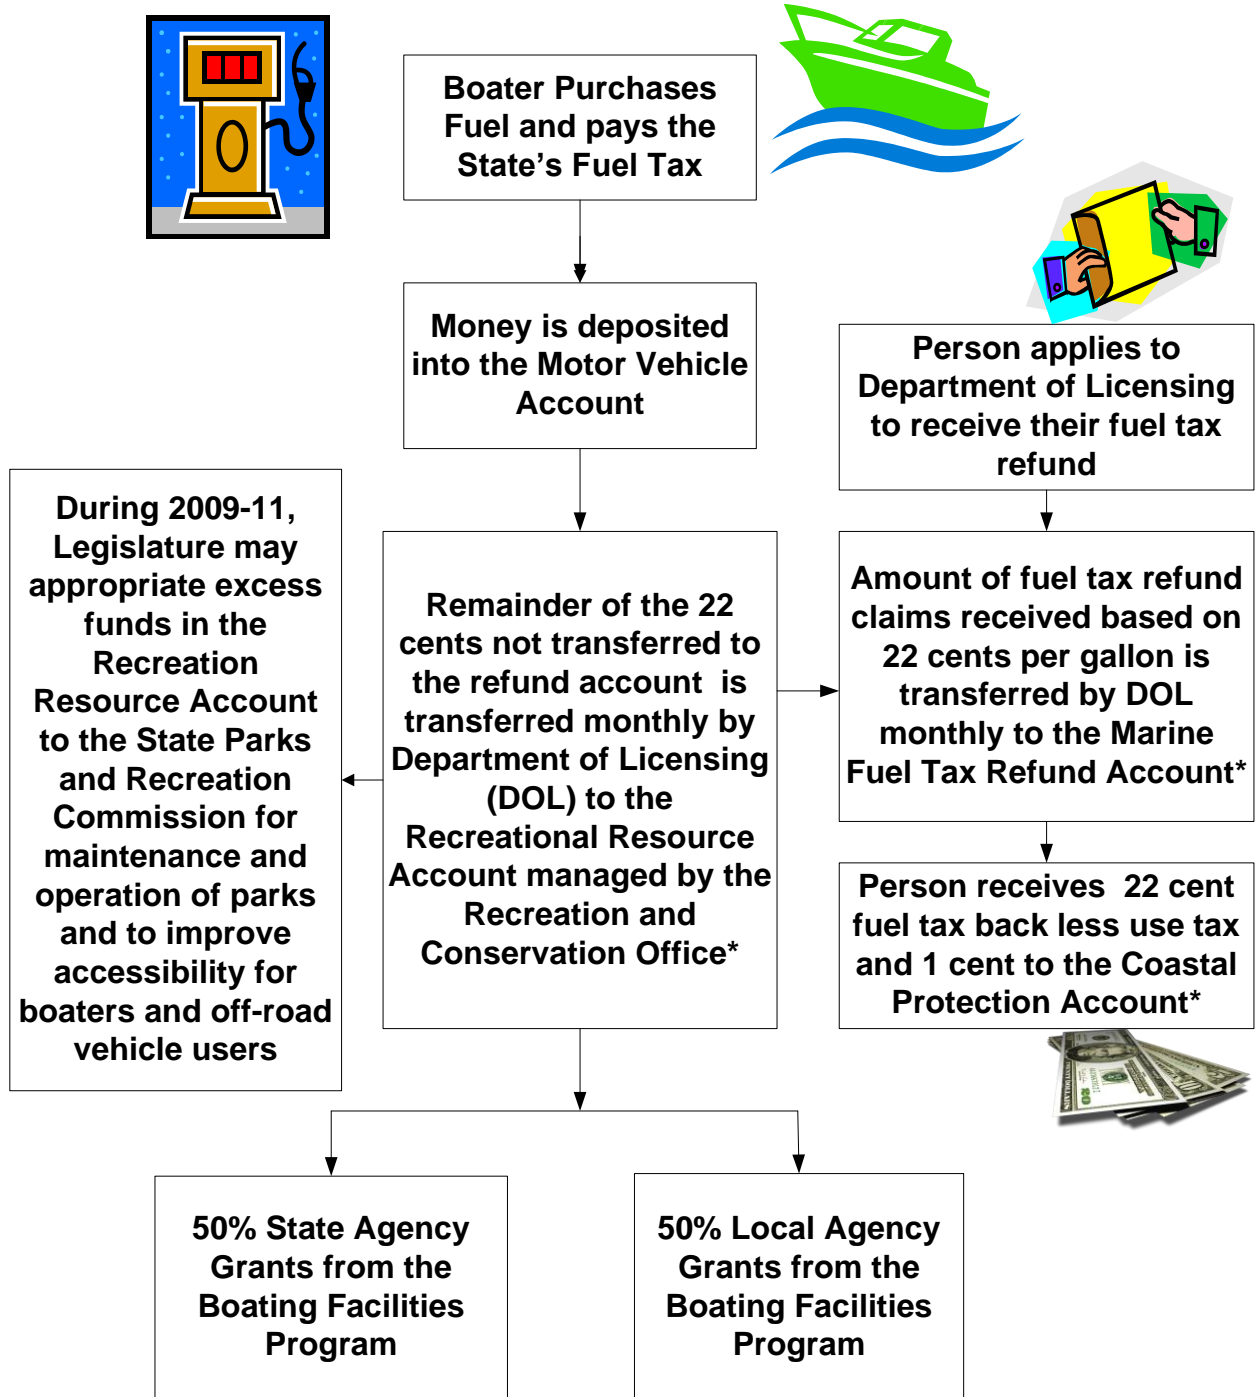 Boater Purchases
Fuel and pays the
State’s Fuel Tax
Money is deposited
into the Motor Vehicle
Account
Person applies to
Department of Licensing
to receive their fuel tax
refund
During 2009-11,
Legislature may
appropriate excess
funds in the
Recreation
Resource Account
to the State Parks
and Recreation
Commission for
maintenance and
operation of parks
and to improve
accessibility for
boaters and off-road
vehicle users
Remainder of the 22
cents not transferred to
the refund account  is
transferred monthly by
Department of Licensing
(DOL) to the
Recreational Resource
Account managed by the
Recreation and
Conservation Office*
Amount of fuel tax refund
claims received based on
22 cents per gallon is
transferred by DOL
monthly to the Marine
Fuel Tax Refund Account*
Person receives  22 cent
fuel tax back less use tax
and 1 cent to the Coastal
Protection Account*
50% State Agency
Grants from the
Boating Facilities
Program
50% Local Agency
Grants from the
Boating Facilities
Program